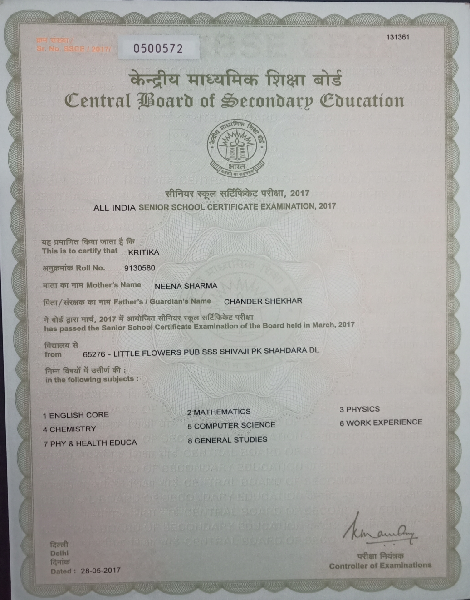 0500572
131361
केन्द्रीय माध्यमिक शिक्षा बोर्ड
Central Board of Secondary Education
भारत
सीनियर स्कूल सर्टिफिकेट परीक्षा, 2017
ALL INDIA SENIOR SCHOOL CERTIFICATE EXAMINATION, 2017
यह प्रमाणित किया जाता है कि
This is to certify that KRITIKA
अनुक्रमांक Roll No. 9130580
माता का नाम Mother's Name NEENA SHARMA
पिता/संरक्षक का नाम Father's / Guardian's Name CHANDER SHEKHAR
ने बोर्ड द्वारा मार्च, 2017 में आयोजित सीनियर स्कूल सर्टिफिकेट परीक्षा
has passed the Senior School Certificate Examination of the Board held in March, 2017
विद्यालय से
from 65276 - LITTLE FLOWERS PUB SSS SHIVAJI PK SHAHDARA DL
निम्न विषयों में उत्तीर्ण की :
in the following subjects :
1 ENGLISH CORE 2 MATHEMATICS 3 PHYSICS
4 CHEMISTRY 5 COMPUTER SCIENCE 6 WORK EXPERIENCE
7 PHY & HEALTH EDUCA 8 GENERAL STUDIES
दिल्ली
Delhi
दिनांक
Dated : 28-05-2017
परीक्षा नियंत्रक
Controller of Examinations